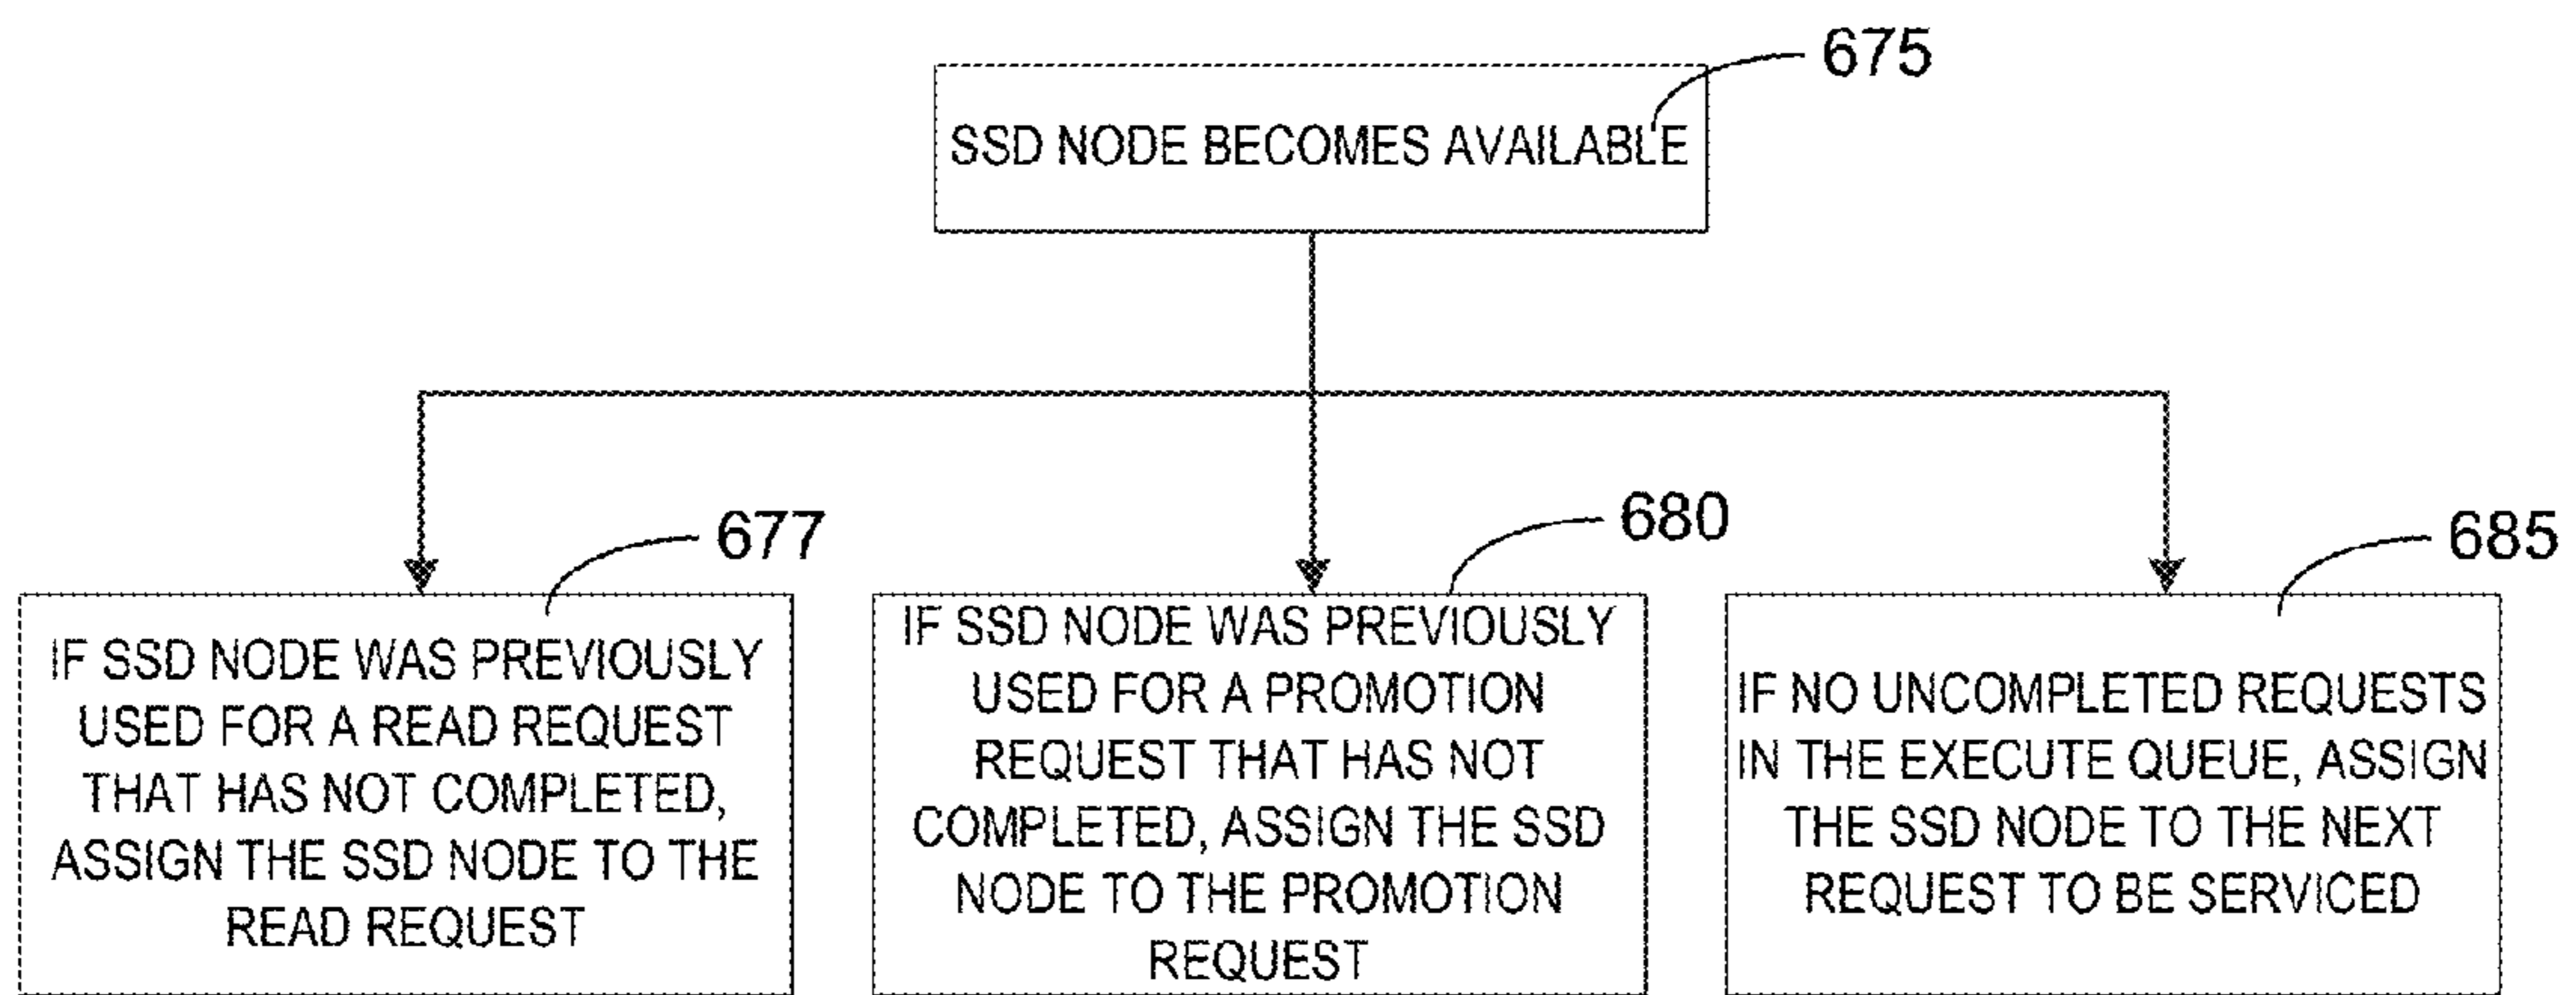 675
SSD NODE BECOMES AVAILABLE
677
IF SSD NODE WAS PREVIOUSLY
USED FOR A READ REQUEST
THAT HAS NOT COMPLETED,
ASSIGN THE SSD NODE TO THE
READ REQUEST
680
IF SSD NODE WAS PREVIOUSLY
USED FOR A PROMOTION
REQUEST THAT HAS NOT
COMPLETED, ASSIGN THE SSD
NODE TO THE PROMOTION
REQUEST
685
IF NO UNCOMPLETED REQUESTS
IN THE EXECUTE QUEUE, ASSIGN
THE SSD NODE TO THE NEXT
REQUEST TO BE SERVICED